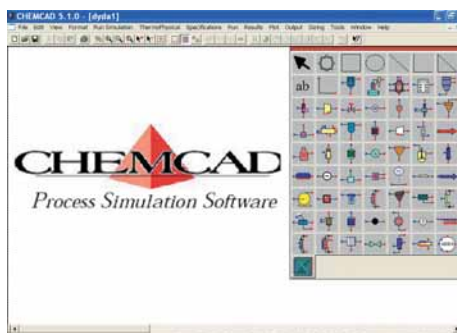 CHEMCAD 5.1.0 - [dyda1]
File Edit View Format Run Simulation ThermoPhysical Specifications Run Results Plot Output Sizing Tools Window Help
ab
CHEMCAD
Process Simulation Software